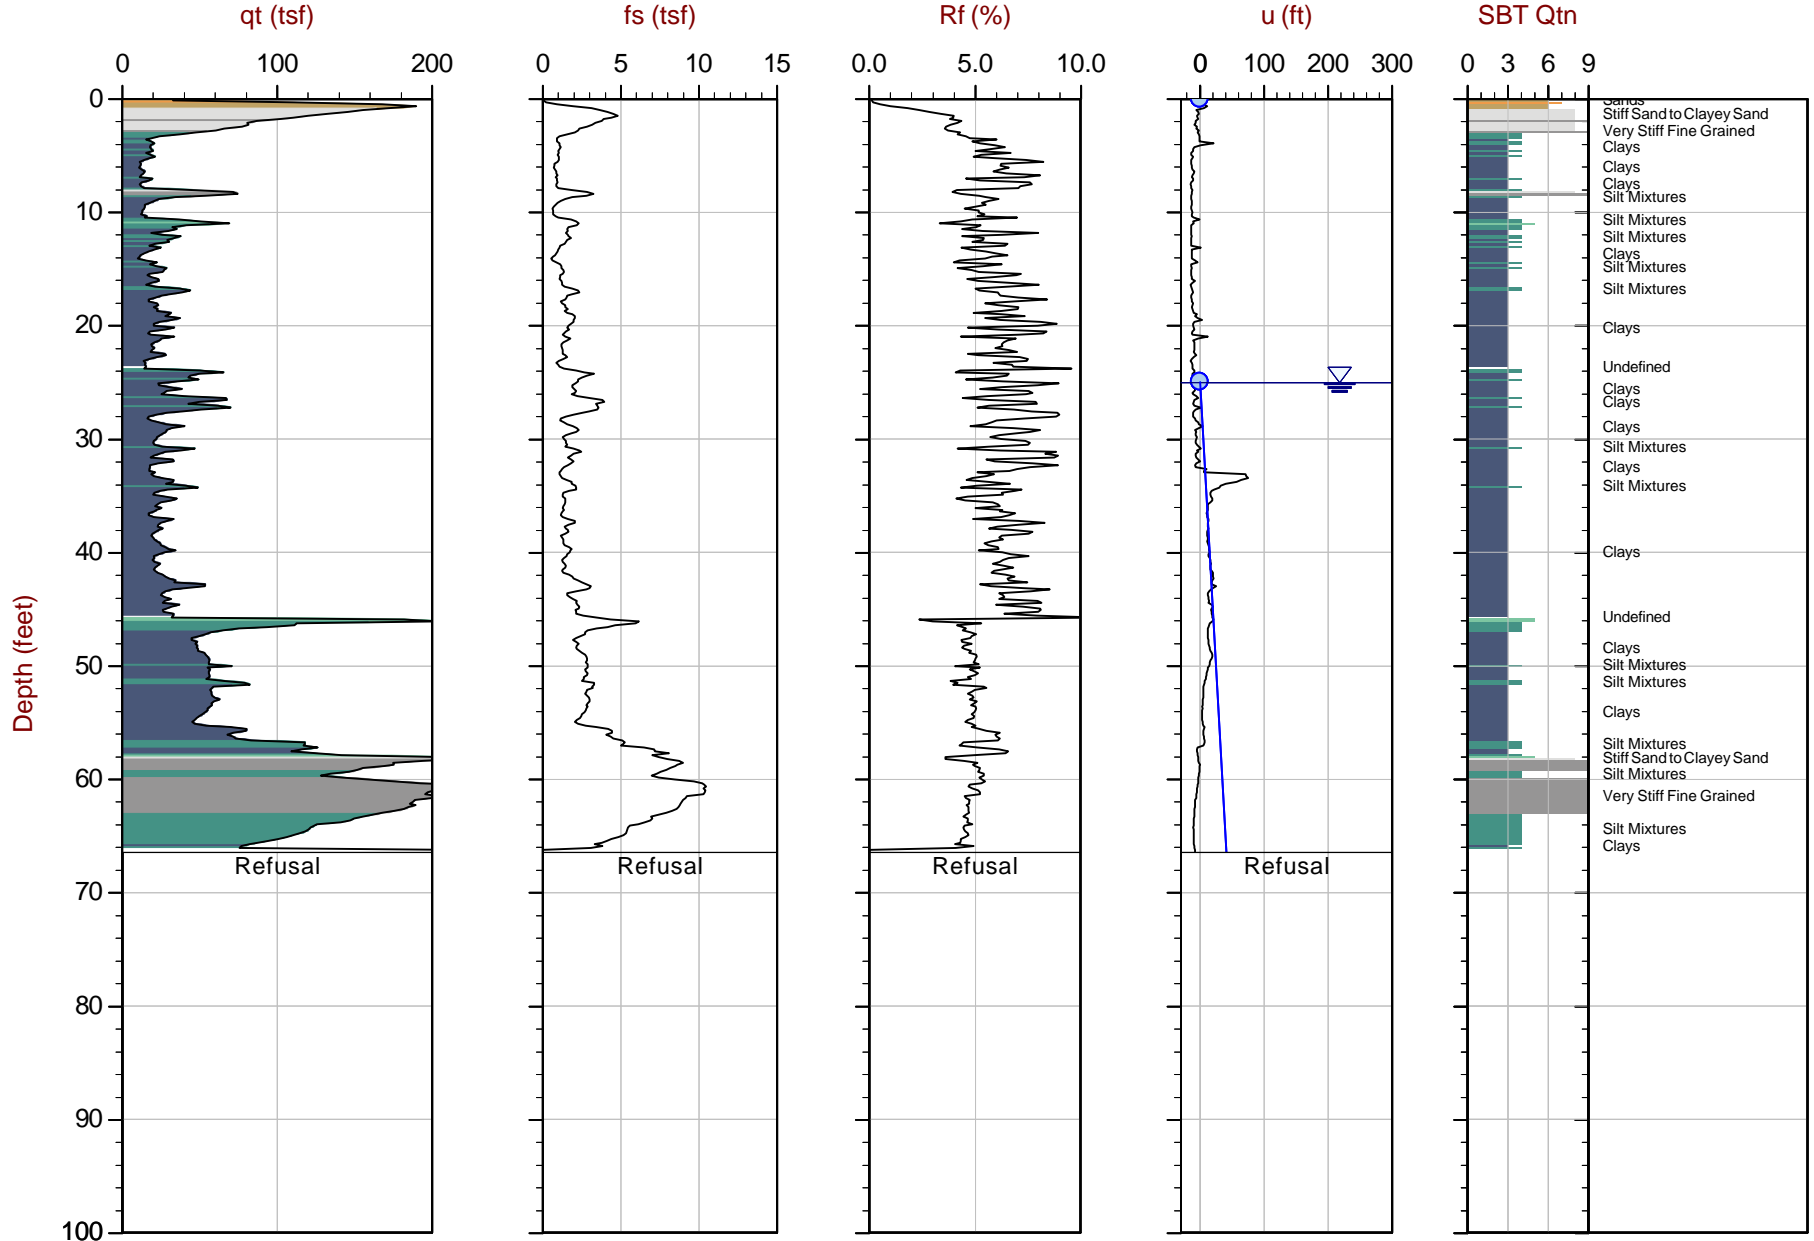 qt (tsf) fs (tsf) Rf (%) u (ft) SBT Qtn
0 100 200 0 5 10 15 0.0 5.0 10.0 0 100 200 300 0 3 6 9
0
Sands
Stiff Sand to Clayey Sand
Very Stiff Fine Grained
Clays
Clays
Clays
Silt Mixtures
10
Silt Mixtures
Silt Mixtures
Clays
Silt Mixtures
Silt Mixtures
20
Clays
Undefined
Clays
Clays
Clays
30
Silt Mixtures
Clays
Silt Mixtures
40
Clays
Undefined
Clays
50
Silt Mixtures
Silt Mixtures
Clays
Silt Mixtures
Stiff Sand to Clayey Sand
Silt Mixtures
60
Very Stiff Fine Grained
Silt Mixtures
Clays
Refusal Refusal Refusal Refusal
70
80
90
100
Depth (feet)